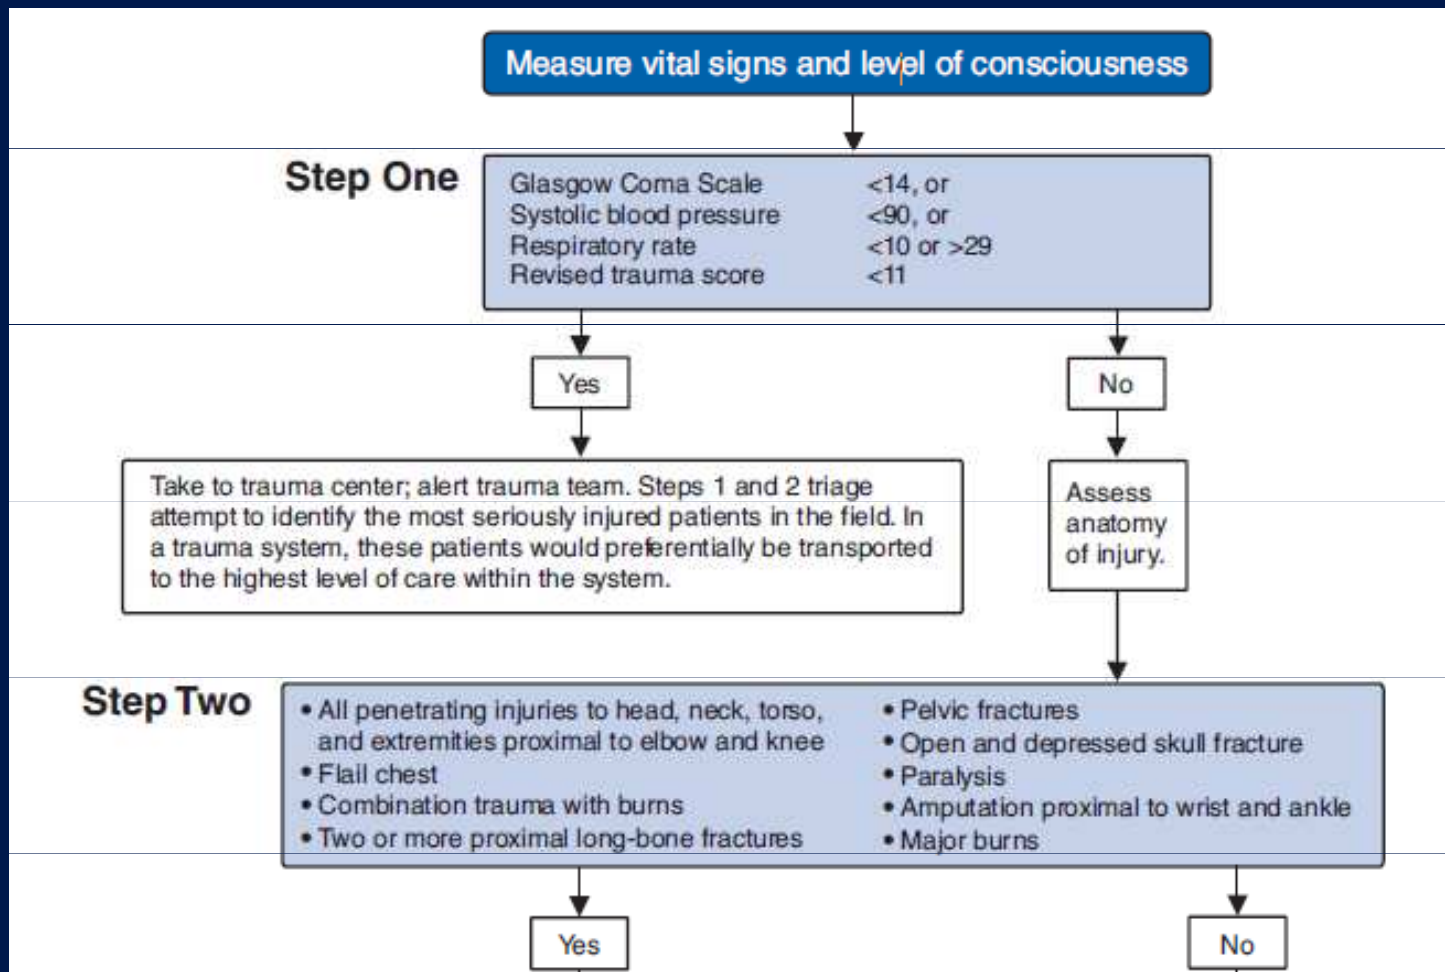 Measure vital signs and level of consciousness
Step One
Glasgow Coma Scale <14, or
Systolic blood pressure <90, or
Respiratory rate <10 or >29
Revised trauma score <11
Yes
No
Take to trauma center; alert trauma team. Steps 1 and 2 triage
attempt to identify the most seriously injured patients in the field. In
a trauma system, these patients would preferentially be transported
to the highest level of care within the system.
Assess
anatomy
of injury.
Step Two
• All penetrating injuries to head, neck, torso,
and extremities proximal to elbow and knee
• Flail chest
• Combination trauma with burns
• Two or more proximal long-bone fractures
• Pelvic fractures
• Open and depressed skull fracture
• Paralysis
• Amputation proximal to wrist and ankle
• Major burns
Yes
No